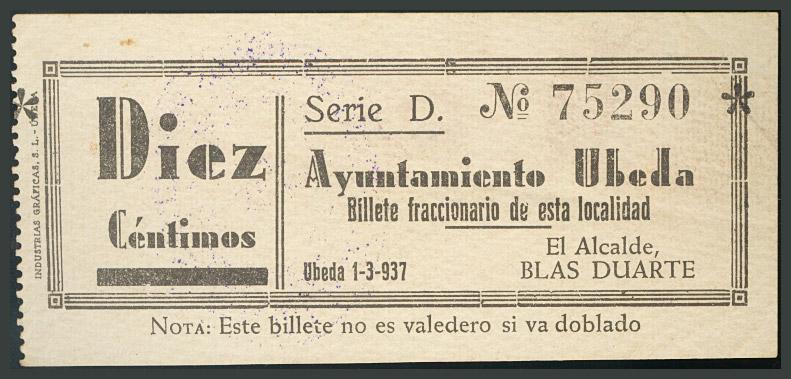 Diez
Céntimos
Serie D. Nº 75290
Ayuntamiento Ubeda
Billete fraccionario de esta localidad
Ubeda 1-3-937
El Alcalde,
BLAS DUARTE
NOTA: Este billete no es valedero si va doblado
INDUSTRIAS GRÁFICAS, S. L. - ÚBEDA